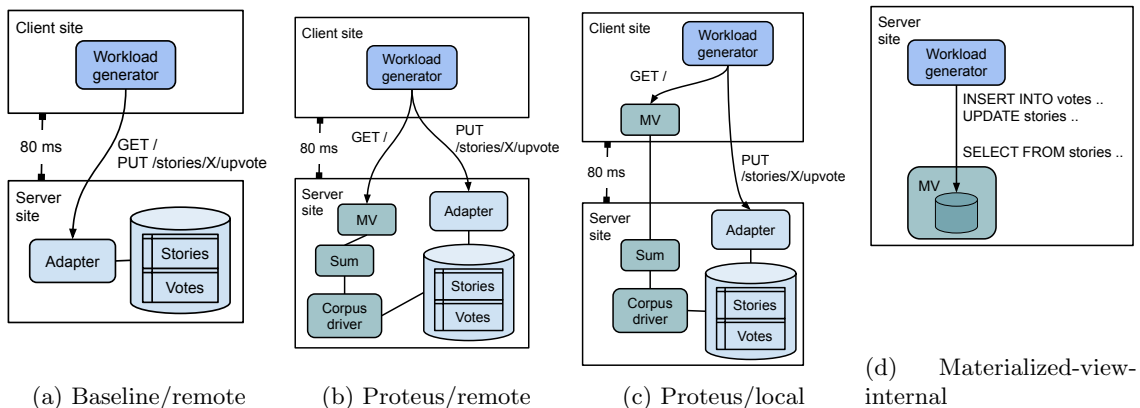 Client site
Workload
generator
80 ms
GET /
PUT /stories/X/upvote
Server
site
Adapter
Stories
Votes
(a) Baseline/remote
Client site
Workload
generator
80 ms
GET /
PUT
/stories/X/upvote
Server
site
MV
Adapter
Sum
Corpus
driver
Stories
Votes
(b) Proteus/remote
Client site
Workload
generator
GET /
MV
80 ms
PUT
/stories/X/upvote
Server
site
Adapter
Sum
Corpus
driver
Stories
Votes
(c) Proteus/local
Server
site
Workload
generator
INSERT INTO votes ..
UPDATE stories ..
SELECT FROM stories ..
MV
(d) Materialized-view-
internal